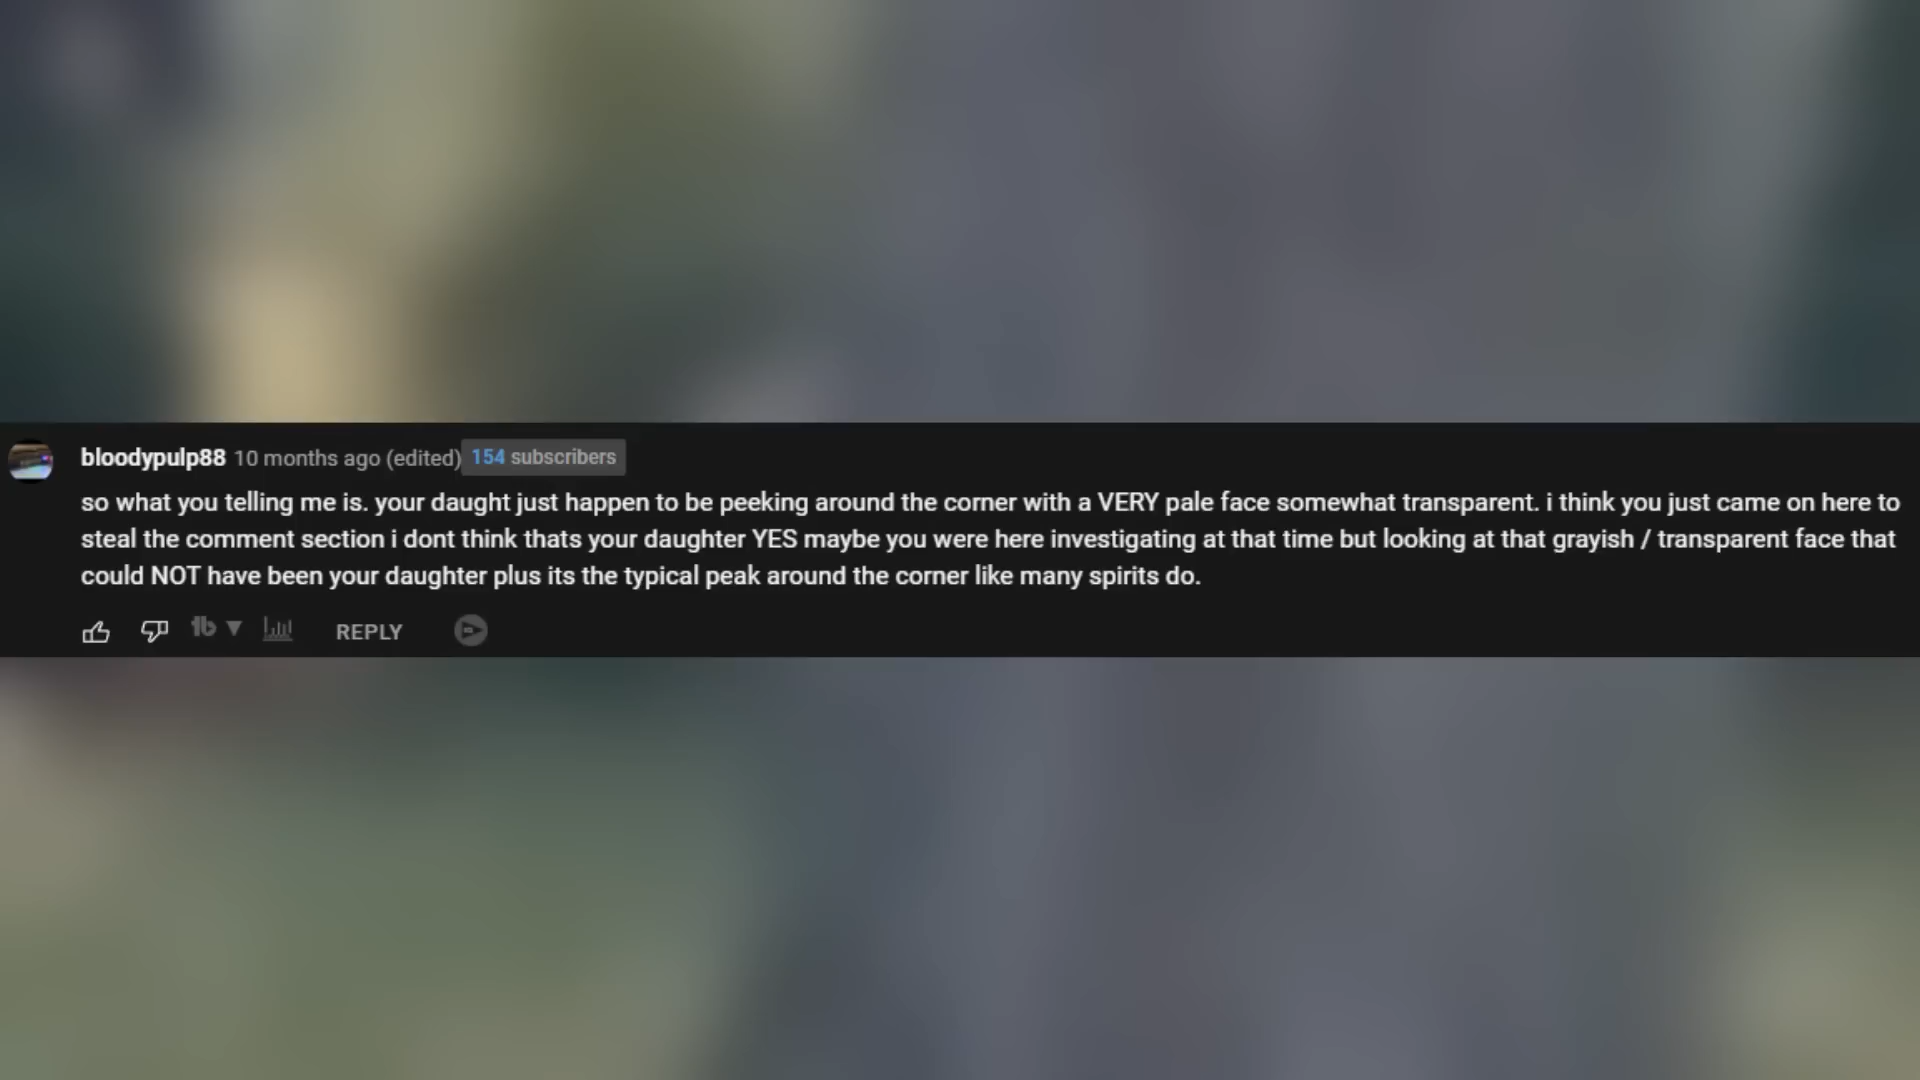 bloodypulp88 10 months ago (edited) 154 subscribers
so what you telling me is. your daught just happen to be peeking around the corner with a VERY pale face somewhat transparent. i think you just came on here to
steal the comment section i dont think thats your daughter YES maybe you were here investigating at that time but looking at that grayish / transparent face that
could NOT have been your daughter plus its the typical peak around the corner like many spirits do.
REPLY